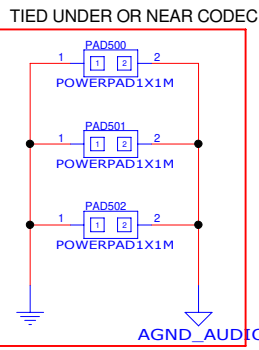 TIED UNDER OR NEAR CODEC
PAD500
1 1 2 2
POWERPAD1X1M
PAD501
1 1 2 2
POWERPAD1X1M
PAD502
1 1 2 2
POWERPAD1X1M
AGND_AUDIO